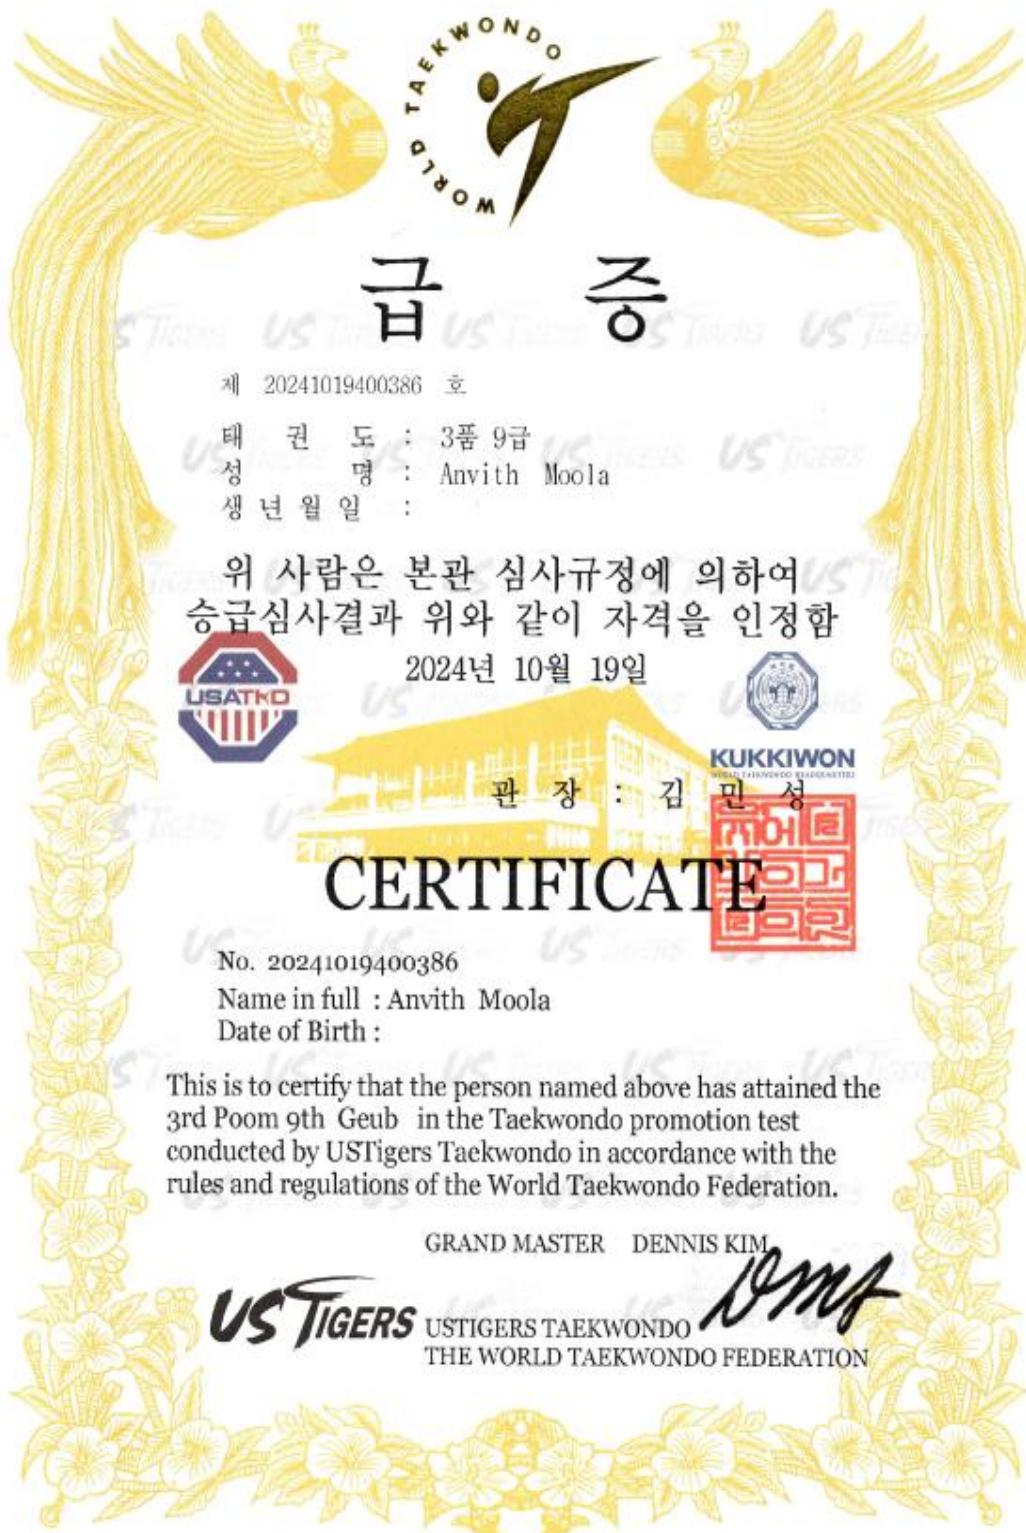 WORLD TAEKWONDO
급 증
제 20241019400386 호
태 권 도 : 3품 9급
성 명 : Anvith Moola
생 년 월 일 :
위 사람은 본관 심사규정에 의하여
승급심사결과 위와 같이 자격을 인정함
2024년 10월 19일
USATKD
KUKKIWON
WORLD TAEKWONDO HEADQUARTERS
관 장 : 김 민 성
CERTIFICATE
No. 20241019400386
Name in full : Anvith Moola
Date of Birth :
This is to certify that the person named above has attained the
3rd Poom 9th Geub in the Taekwondo promotion test
conducted by USTigers Taekwondo in accordance with the
rules and regulations of the World Taekwondo Federation.
GRAND MASTER DENNIS KIM
US TIGERS
USTIGERS TAEKWONDO
THE WORLD TAEKWONDO FEDERATION